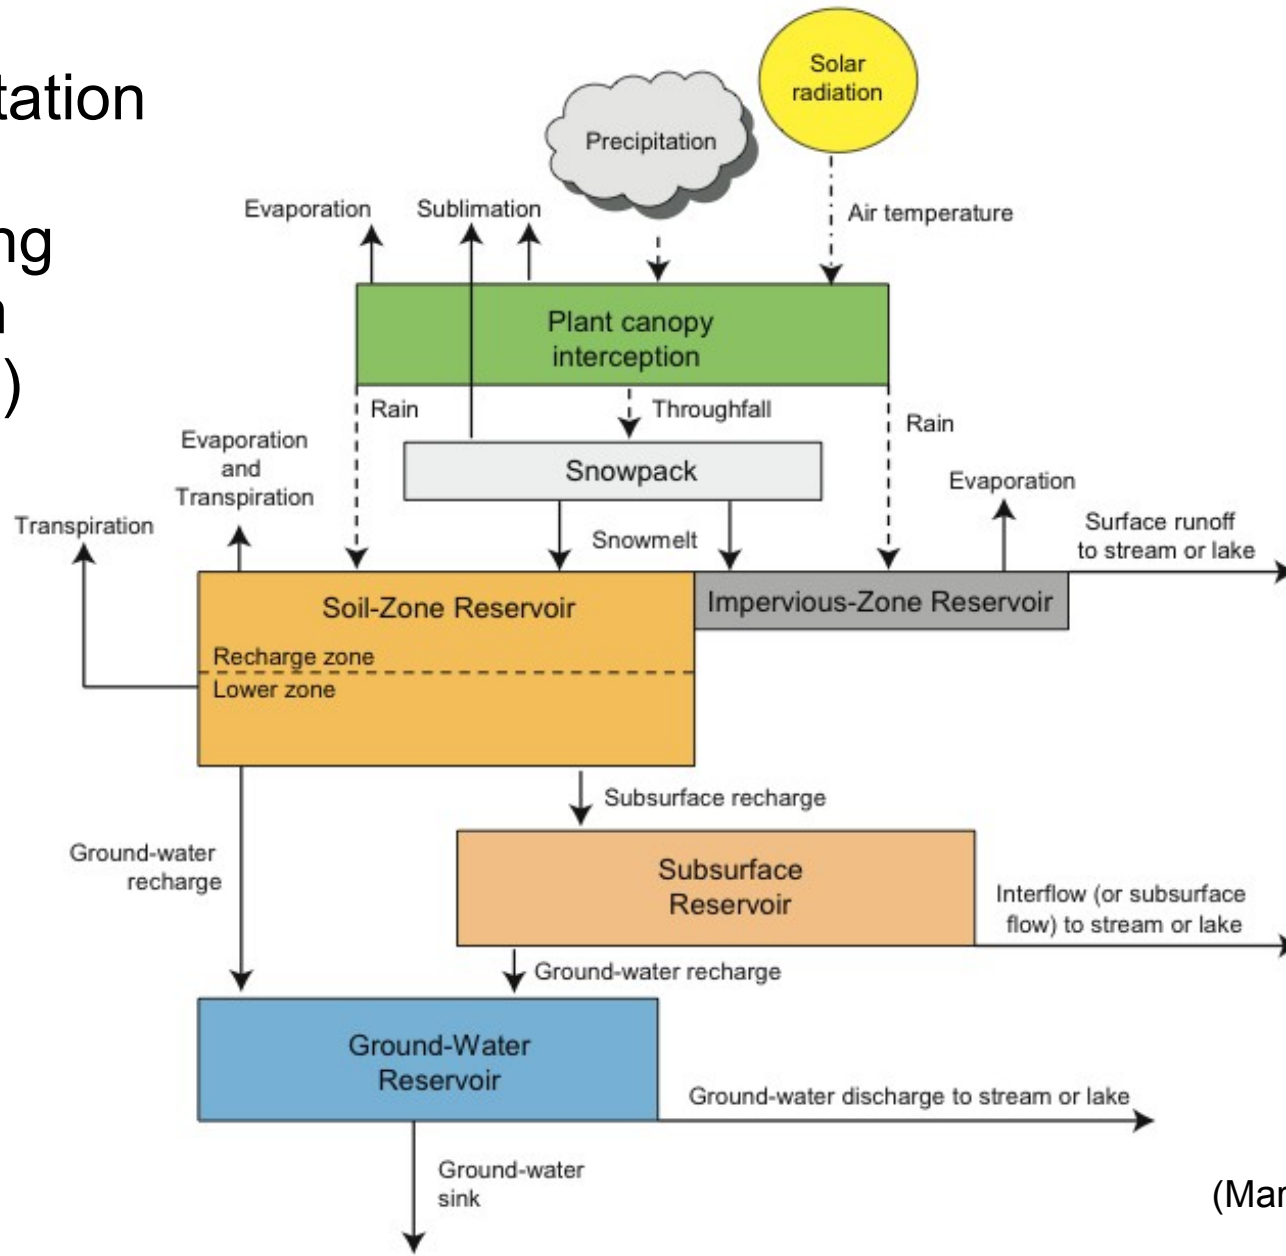 tation
ng
)
Solar
radiation
Precipitation
Evaporation
Sublimation
Air temperature
Plant canopy
interception
Rain
Throughfall
Rain
Evaporation
and
Transpiration
Snowpack
Evaporation
Transpiration
Snowmelt
Surface runoff
to stream or lake
Soil-Zone Reservoir
Impervious-Zone Reservoir
Recharge zone
Lower zone
Subsurface recharge
Ground-water
recharge
Subsurface
Reservoir
Interflow (or subsurface
flow) to stream or lake
Ground-water recharge
Ground-Water
Reservoir
Ground-water discharge to stream or lake
Ground-water
sink
(Mar